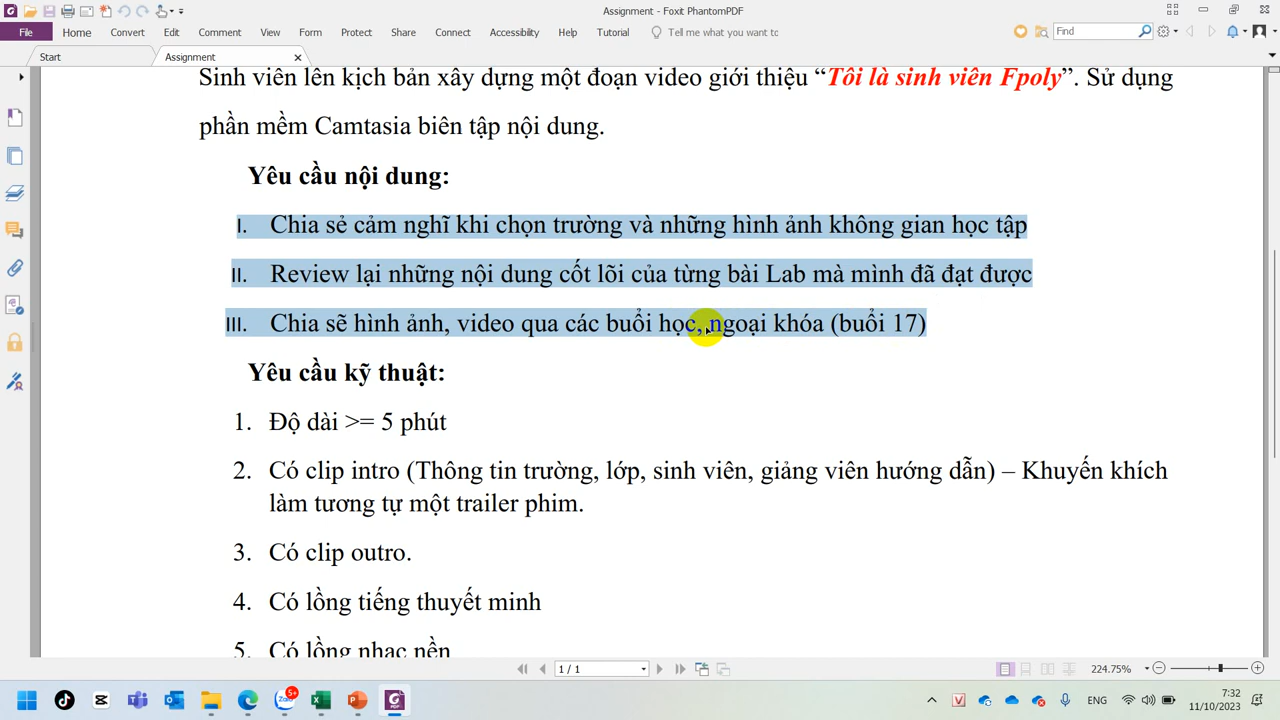 Assignment - Foxit PhantomPDF
File Home Convert Edit Comment View Form Protect Share Connect Accessibility Help Tutorial Tell me what you want to Find
Start Assignment
Sinh viên lên kịch bản xây dựng một đoạn video giới thiệu “Tôi là sinh viên Fpoly”. Sử dụng
phần mềm Camtasia biên tập nội dung.
Yêu cầu nội dung:
I. Chia sẻ cảm nghĩ khi chọn trường và những hình ảnh không gian học tập
II. Review lại những nội dung cốt lõi của từng bài Lab mà mình đã đạt được
III. Chia sẽ hình ảnh, video qua các buổi học, ngoại khóa (buổi 17)
Yêu cầu kỹ thuật:
1. Độ dài >= 5 phút
2. Có clip intro (Thông tin trường, lớp, sinh viên, giảng viên hướng dẫn) – Khuyến khích
làm tương tự một trailer phim.
3. Có clip outro.
4. Có lồng tiếng thuyết minh
5. Có lồng nhạc nền
1 / 1 224.75%
5+ Zalo ENG 7:32
11/10/2023